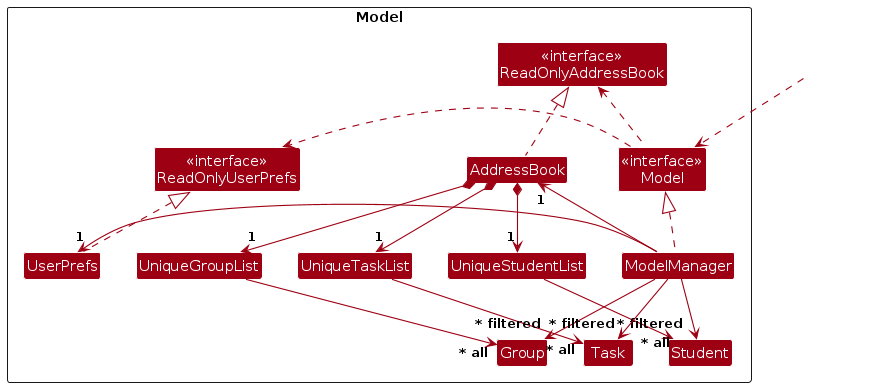 Model
«interface»
ReadOnlyAddressBook
«interface»
ReadOnlyUserPrefs
AddressBook
«interface»
Model
1
1
1
1
1
UserPrefs
UniqueGroupList
UniqueTaskList
UniqueStudentList
ModelManager
* filtered
* filtered
* filtered
* all
* all
* all
Group
Task
Student